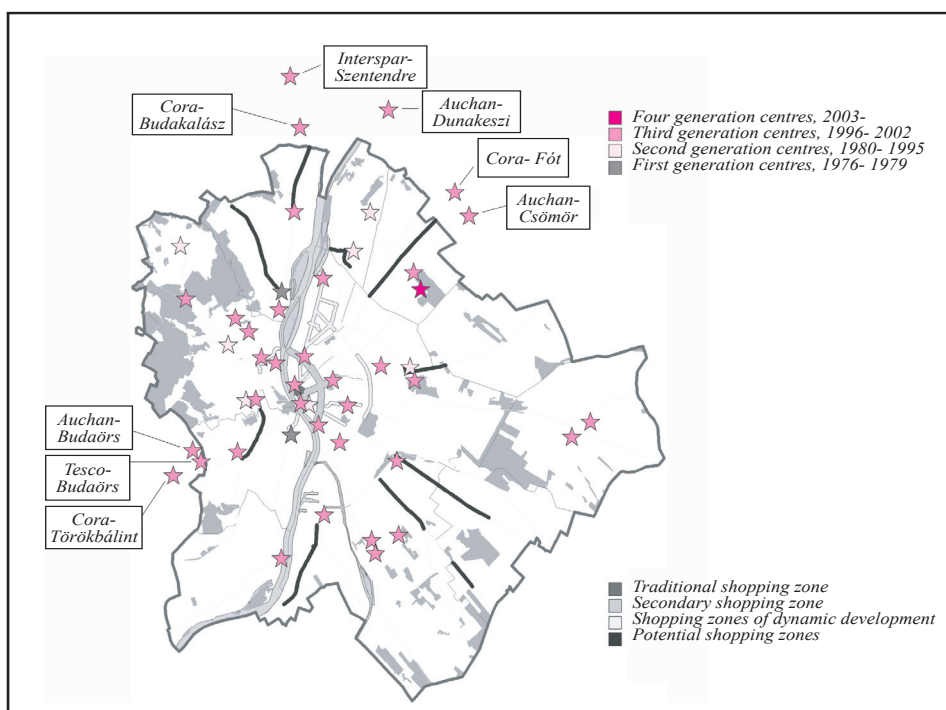 Interspar-
Szentendre
Cora-
Budakalász
Auchan-
Dunakeszi
Cora- Fót
Auchan-
Csömör
Four generation centres, 2003-
Third generation centres, 1996- 2002
Second generation centres, 1980- 1995
First generation centres, 1976- 1979
Auchan-
Budaörs
Tesco-
Budaörs
Cora-
Törökbálint
Traditional shopping zone
Secondary shopping zone
Shopping zones of dynamic development
Potential shopping zones